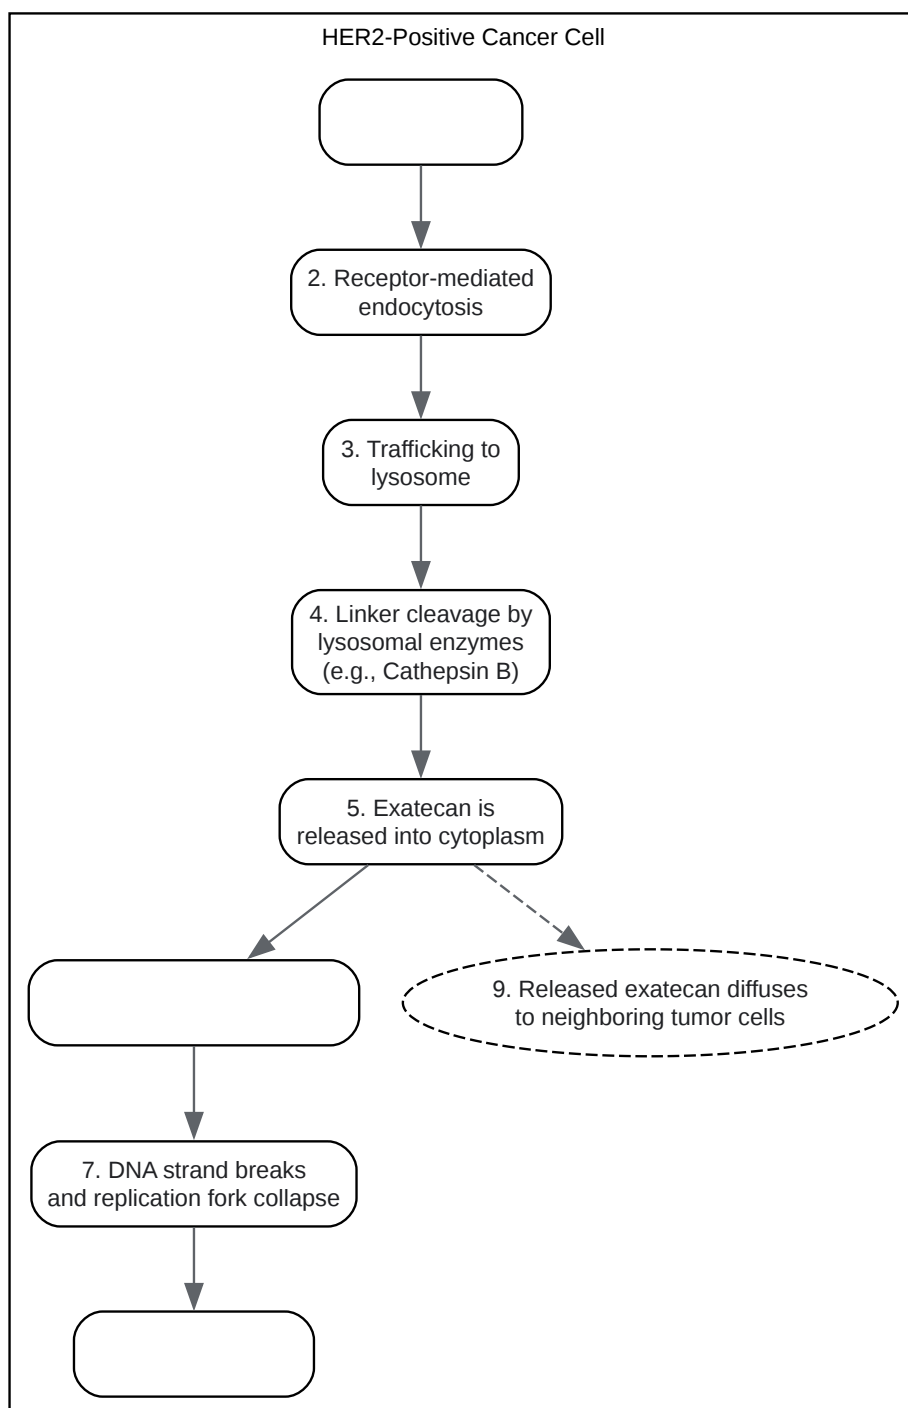 HER2-Positive Cancer Cell
2. Receptor-mediated
endocytosis
3. Trafficking to
lysosome
4. Linker cleavage by
lysosomal enzymes
(e.g., Cathepsin B)
5. Exatecan is
released into cytoplasm
9. Released exatecan diffuses
to neighboring tumor cells
7. DNA strand breaks
and replication fork collapse